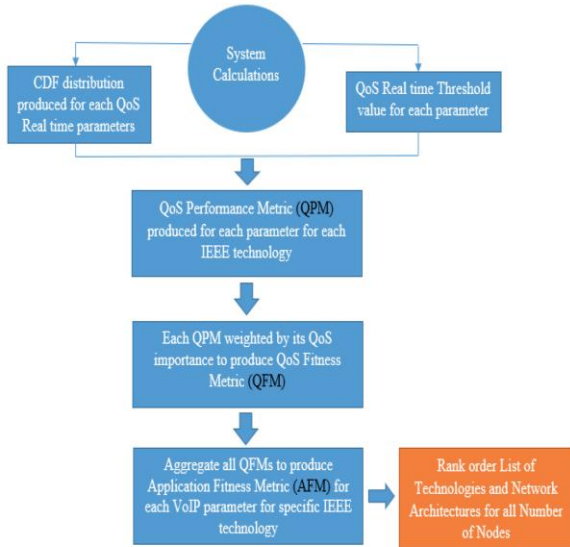 System
Calculations
CDF distribution
produced for each QoS
Real time parameters
QoS Real time Threshold
value for each parameter
QoS Performance Metric (QPM)
produced for each parameter for each
IEEE technology
Each QPM weighted by its QoS
importance to produce QoS Fitness
Metric (QFM)
Aggregate all QFMs to produce
Application Fitness Metric (AFM) for
each VoIP parameter for specific IEEE
technology
Rank order List of
Technologies and Network
Architectures for all Number
of Nodes